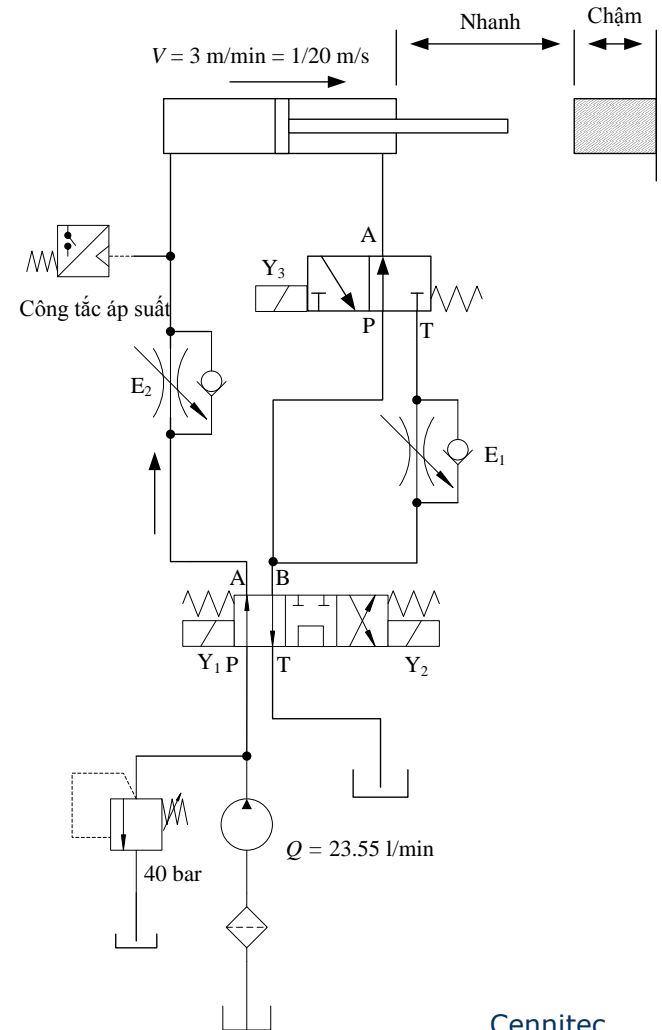 Nhanh
Chậm
V = 3 m/min = 1/20 m/s
A
Y3
Công tắc áp suất
P
T
E2
E1
A
B
Y1
P
T
Y2
Q = 23.55 l/min
40 bar
Cennitec